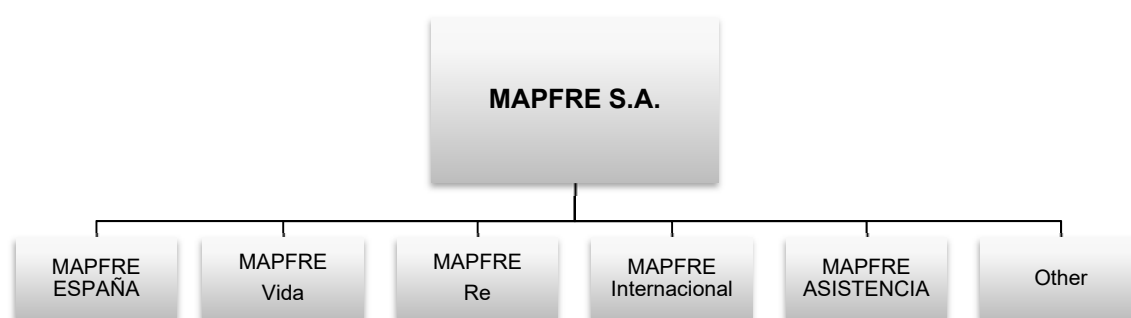 MAPFRE S.A.
MAPFRE
ESPAÑA
MAPFRE
Vida
MAPFRE
Re
MAPFRE
Internacional
MAPFRE
ASISTENCIA
Other